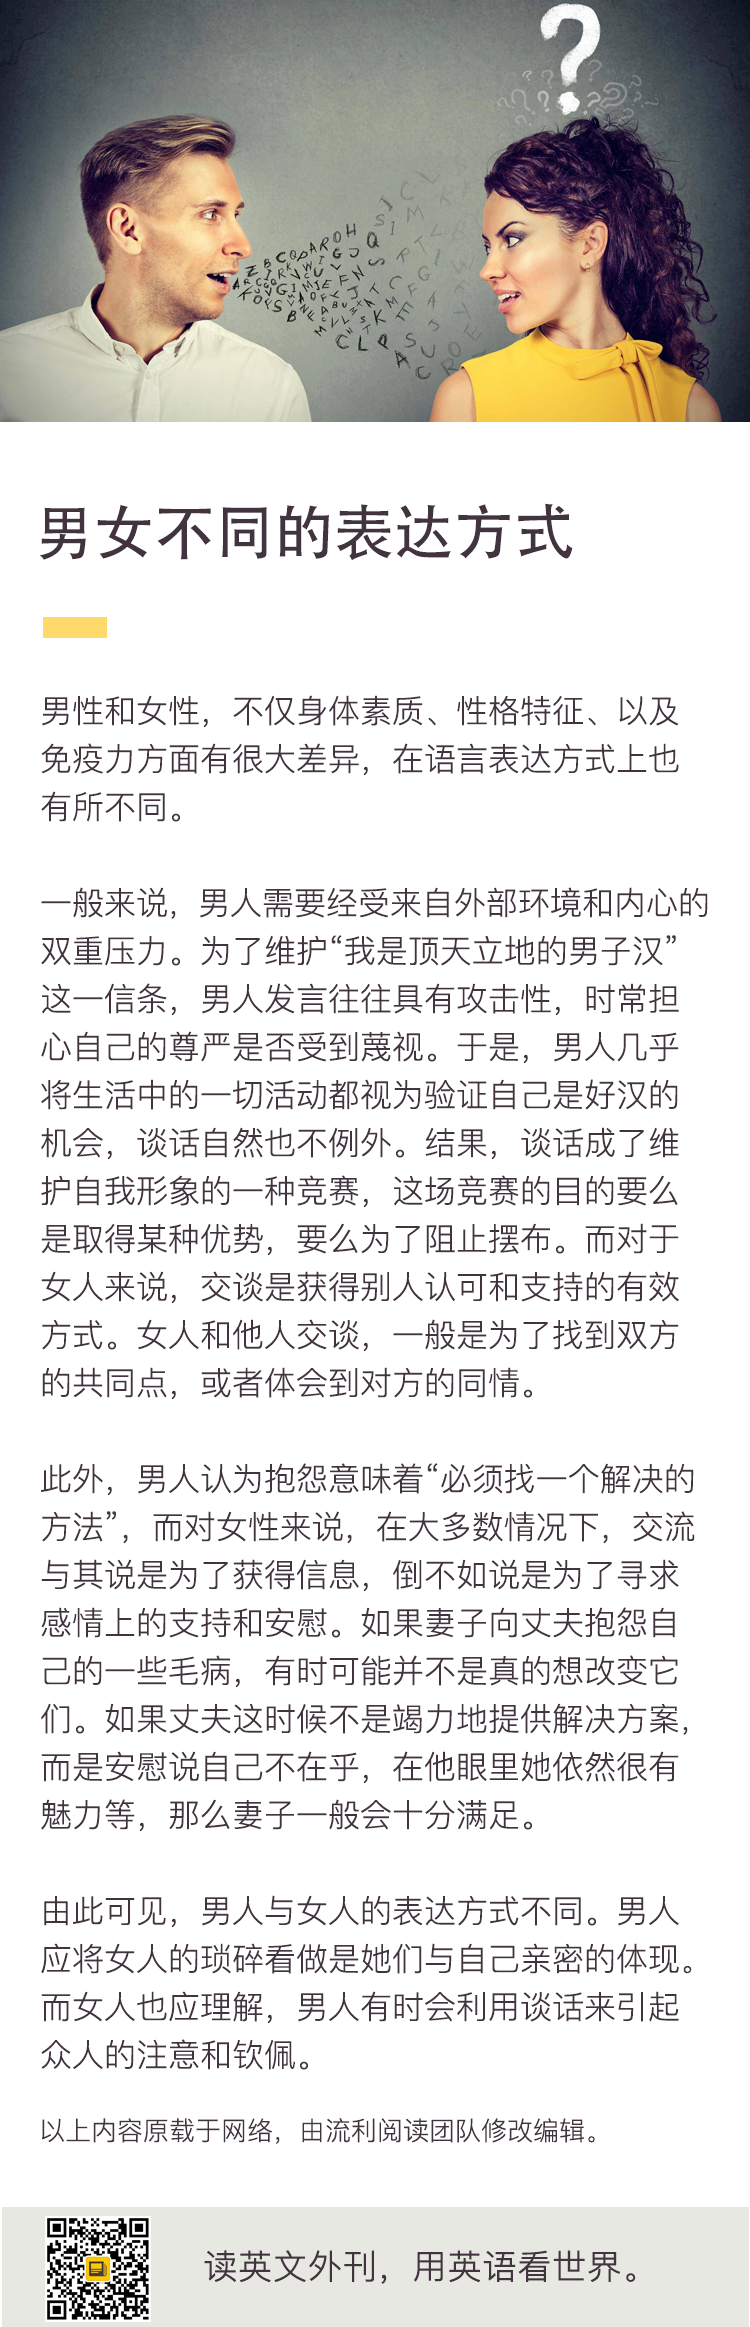 ?
男女不同的表达方式
男性和女性，不仅身体素质、性格特征、以及
免疫力方面有很大差异，在语言表达方式上也
有所不同。
一般来说，男人需要经受来自外部环境和内心的
双重压力。为了维护“我是顶天立地的男子汉”
这一信条，男人发言往往具有攻击性，时常担
心自己的尊严是否受到蔑视。于是，男人几乎
将生活中的一切活动都视为验证自己是好汉的
机会，谈话自然也不例外。结果，谈话成了维
护自我形象的一种竞赛，这场竞赛的目的要么
是取得某种优势，要么为了阻止摆布。而对于
女人来说，交谈是获得别人认可和支持的有效
方式。女人和他人交谈，一般是为了找到双方
的共同点，或者体会到对方的同情。
此外，男人认为抱怨意味着“必须找一个解决的
方法”，而对女性来说，在大多数情况下，交流
与其说是为了获得信息，倒不如说是为了寻求
感情上的支持和安慰。如果妻子向丈夫抱怨自
己的一些毛病，有时可能并不是真的想改变它
们。如果丈夫这时候不是竭力地提供解决方案，
而是安慰说自己不在乎，在他眼里她依然很有
魅力等，那么妻子一般会十分满足。
由此可见，男人与女人的表达方式不同。男人
应将女人的琐碎看做是她们与自己亲密的体现。
而女人也应理解，男人有时会利用谈话来引起
众人的注意和钦佩。
以上内容原载于网络，由流利阅读团队修改编辑。
读英文外刊，用英语看世界。